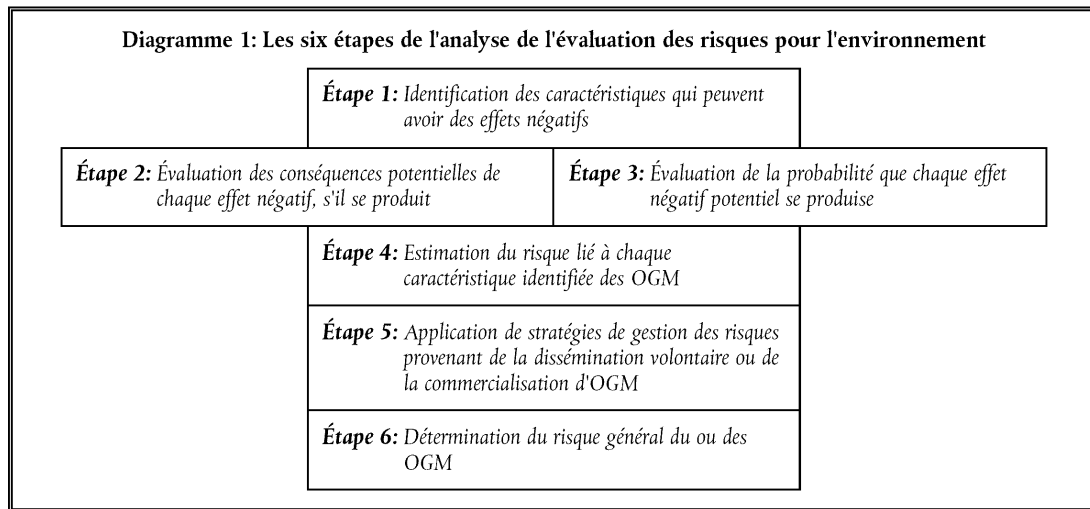 Diagramme 1: Les six étapes de l'analyse de l'évaluation des risques pour l'environnement
Étape 1: Identification des caractéristiques qui peuvent
avoir des effets négatifs
Étape 2: Évaluation des conséquences potentielles de
chaque effet négatif, s'il se produit
Étape 3: Évaluation de la probabilité que chaque effet
négatif potentiel se produise
Étape 4: Estimation du risque lié à chaque
caractéristique identifiée des OGM
Étape 5: Application de stratégies de gestion des risques
provenant de la dissémination volontaire ou de
la commercialisation d'OGM
Étape 6: Détermination du risque général du ou des
OGM